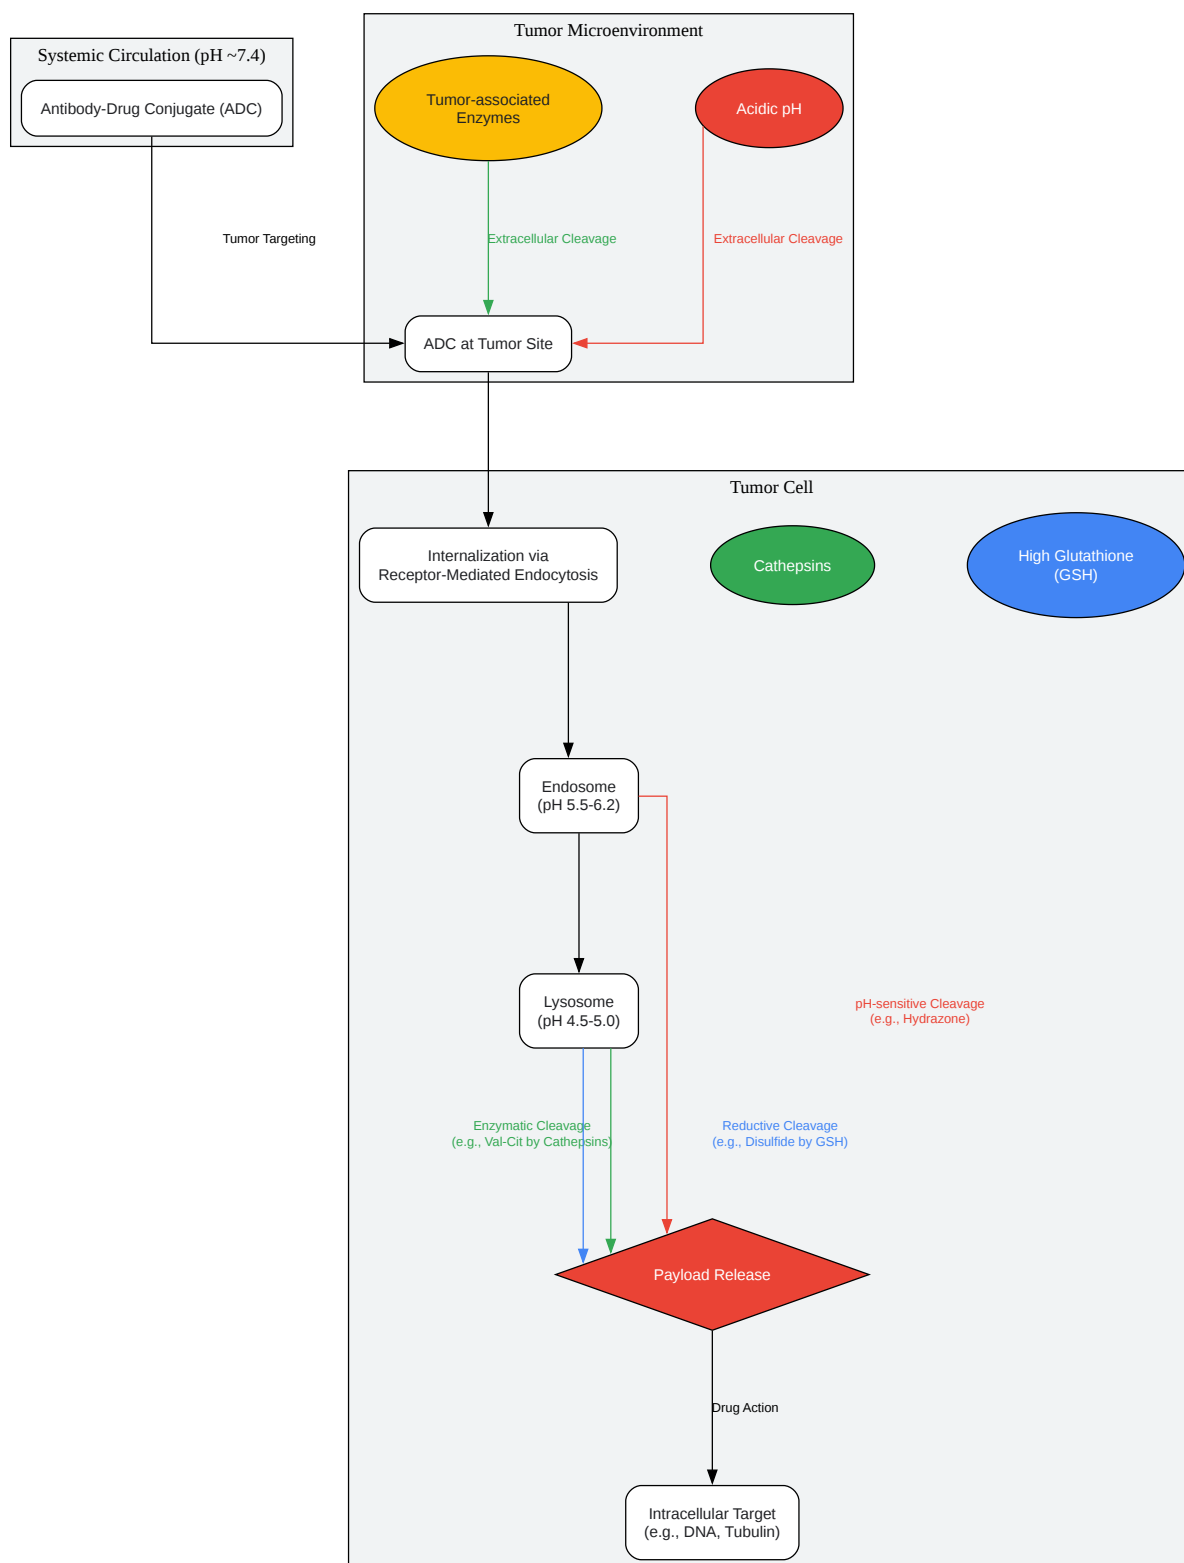 Tumor Microenvironment
Systemic Circulation (pH ~7.4)
Antibody-Drug Conjugate (ADC)
Tumor-associated
Enzymes
Acidic pH
Tumor Targeting
Extracellular Cleavage
Extracellular Cleavage
ADC at Tumor Site
Tumor Cell
Internalization via
Receptor-Mediated Endocytosis
Cathepsins
High Glutathione
(GSH)
Endosome
(pH 5.5-6.2)
Lysosome
(pH 4.5-5.0)
pH-sensitive Cleavage
(e.g., Hydrazone)
Enzymatic Cleavage
(e.g., Val-Cit by Cathepsins)
Reductive Cleavage
(e.g., Disulfide by GSH)
Payload Release
Drug Action
Intracellular Target
(e.g., DNA, Tubulin)